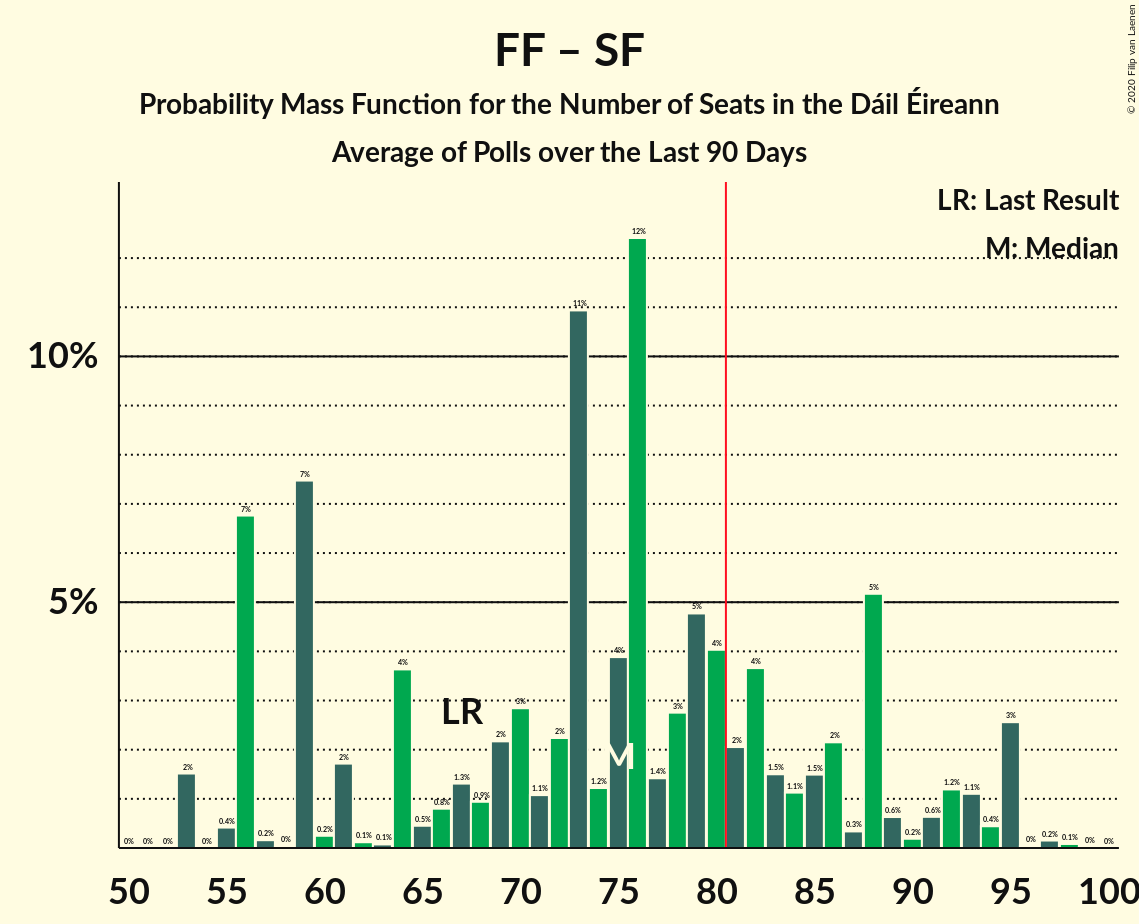 FF – SF
Probability Mass Function for the Number of Seats in the Dáil Éireann
Average of Polls over the Last 90 Days
© 2020 Filip van Laenen
LR: Last Result
M: Median
10%
5%
0% 0% 0% 2% 0% 0.4% 7% 0.2% 0% 7% 0.2% 2% 0.1% 0.1% 4% 0.5% 0.8% 1.3% 0.9% 2% 3% 1.1% 2% 11% 1.2% 4% 12% 1.4% 3% 5% 4% 2% 4% 1.5% 1.1% 1.5% 2% 0.3% 5% 0.6% 0.2% 0.6% 1.2% 1.1% 0.4% 3% 0% 0.2% 0.1% 0% 0%
LR
M
50 55 60 65 70 75 80 85 90 95 100